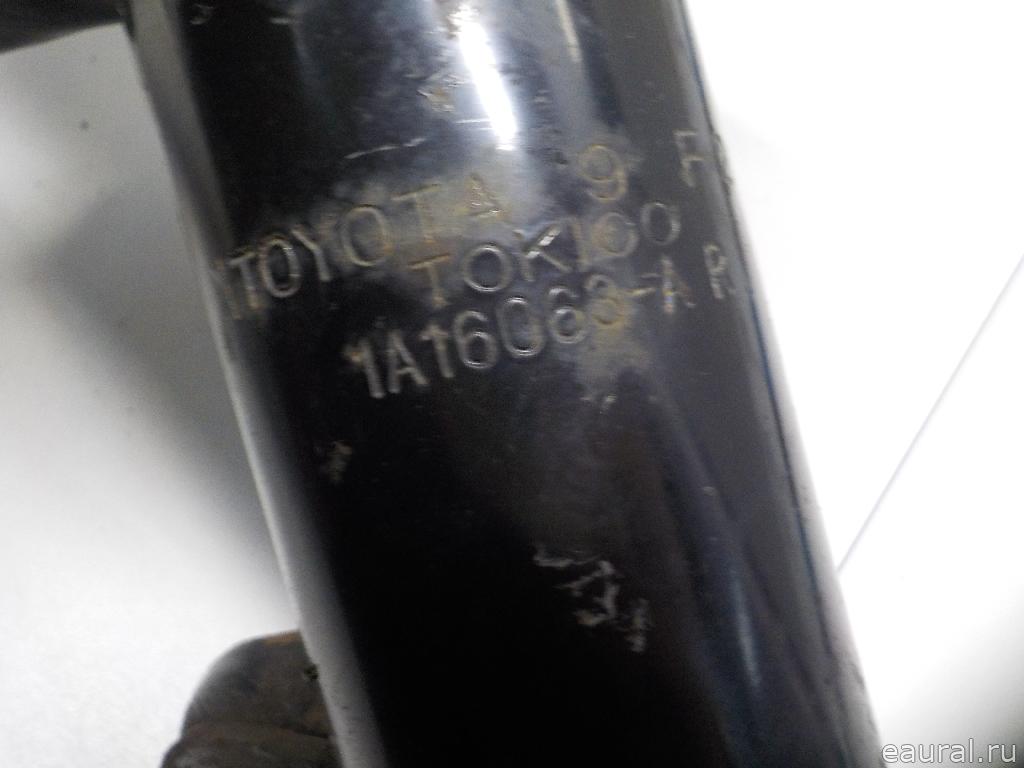 TOYOTA 9
TOKICO
1A16063-A R
eaural.ru